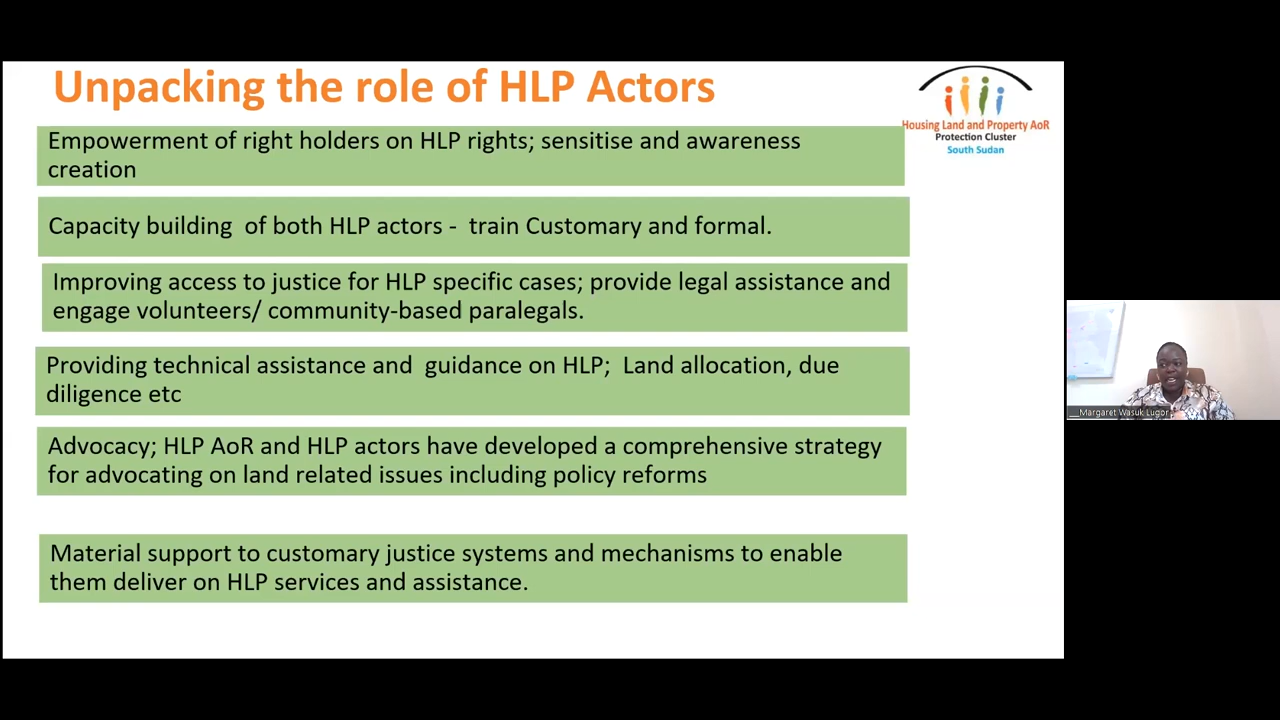 Unpacking the role of HLP Actors
Housing Land and Property AoR
Protection Cluster
South Sudan
Empowerment of right holders on HLP rights; sensitise and awareness
creation
Capacity building  of both HLP actors -  train Customary and formal.
Improving access to justice for HLP specific cases; provide legal assistance and
engage volunteers/ community-based paralegals.
Providing technical assistance and  guidance on HLP;  Land allocation, due
diligence etc
Advocacy; HLP AoR and HLP actors have developed a comprehensive strategy
for advocating on land related issues including policy reforms
Material support to customary justice systems and mechanisms to enable
them deliver on HLP services and assistance.
__Margaret Wasuk Lugor